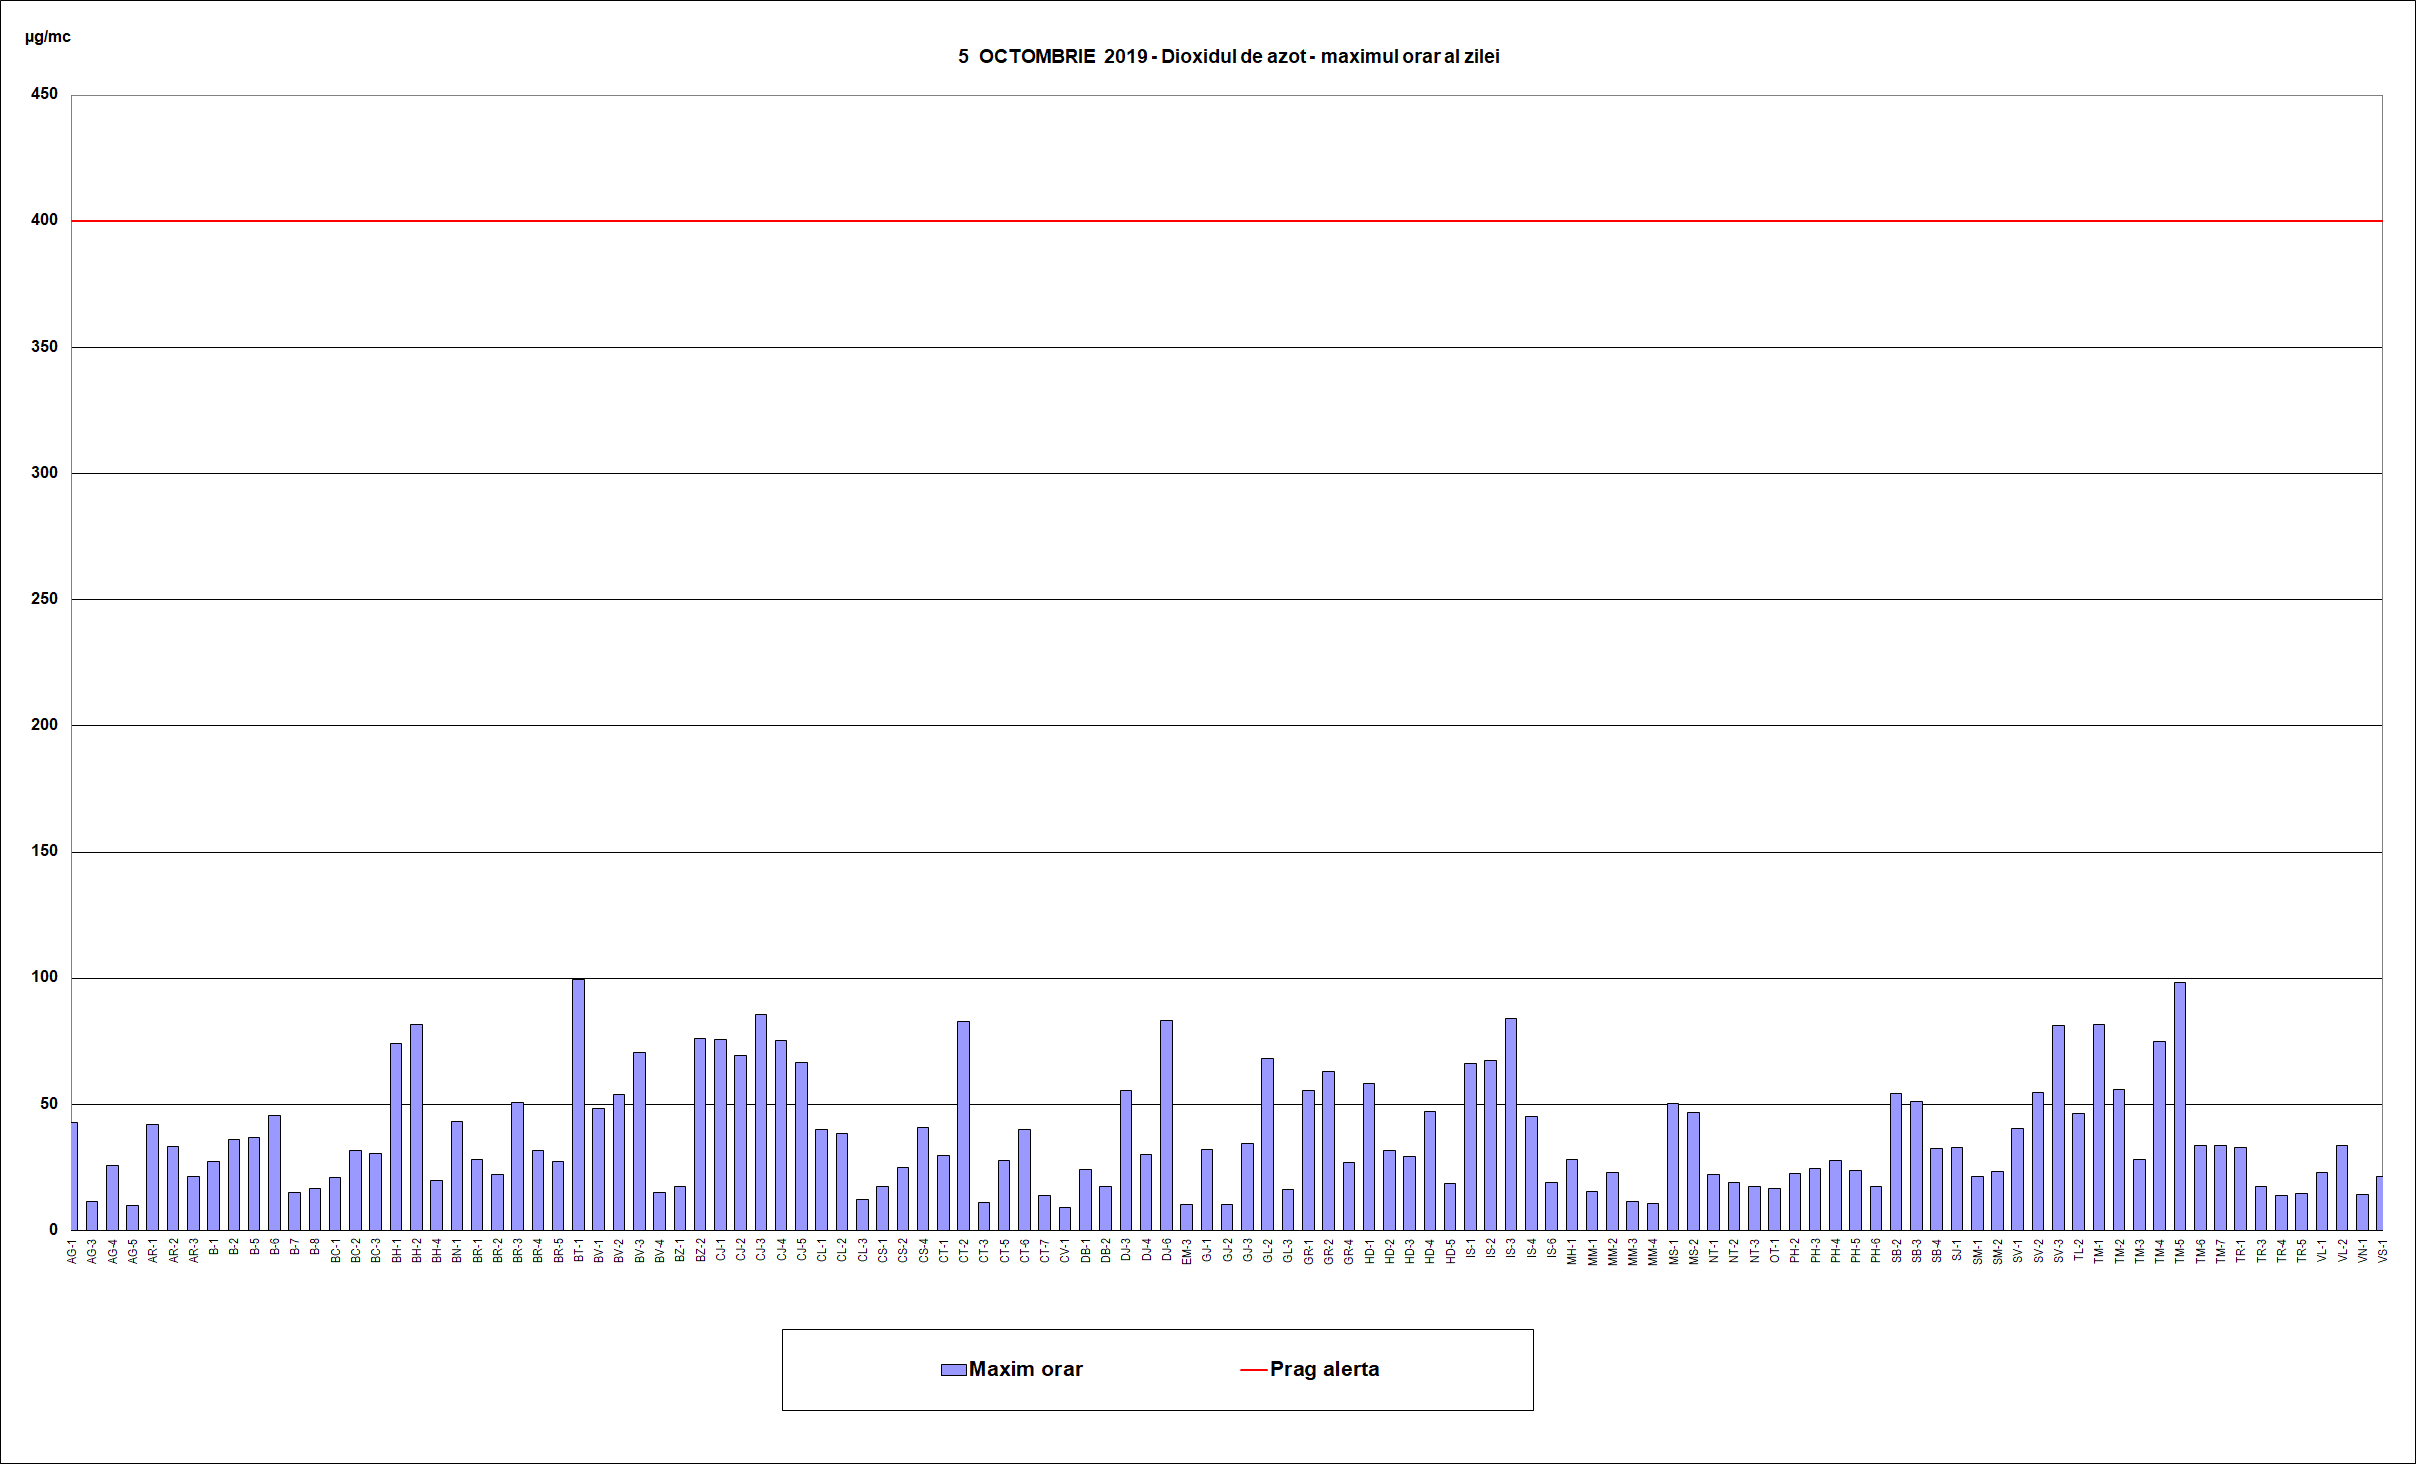 µg/mc
5 OCTOMBRIE 2019 - Dioxidul de azot - maximul orar al zilei
450
400
350
300
250
200
150
100
50
0
AG-1 AG-3 AG-4 AG-5 AR-1 AR-2 AR-3 B-1 B-2 B-5 B-6 B-7 B-8 BC-1 BC-2 BC-3 BH-1 BH-2 BH-4 BN-1 BR-1 BR-2 BR-3 BR-4 BR-5 BT-1 BV-1 BV-2 BV-3 BV-4 BZ-1 BZ-2 CJ-1 CJ-2 CJ-3 CJ-4 CJ-5 CL-1 CL-2 CL-3 CS-1 CS-2 CS-4 CT-1 CT-2 CT-3 CT-5 CT-6 CT-7 CV-1 DB-1 DB-2 DJ-3 DJ-4 DJ-6 EM-3 GJ-1 GJ-2 GJ-3 GL-2 GL-3 GR-1 GR-2 GR-4 HD-1 HD-2 HD-3 HD-4 HD-5 IS-1 IS-2 IS-3 IS-4 IS-6 MH-1 MM-1 MM-2 MM-3 MM-4 MS-1 MS-2 NT-1 NT-2 NT-3 OT-1 PH-2 PH-3 PH-4 PH-5 PH-6 SB-2 SB-3 SB-4 SJ-1 SM-1 SM-2 SV-1 SV-2 SV-3 TL-2 TM-1 TM-2 TM-3 TM-4 TM-5 TM-6 TM-7 TR-1 TR-3 TR-4 TR-5 VL-1 VL-2 VN-1 VS-1
Maxim orar Prag alerta